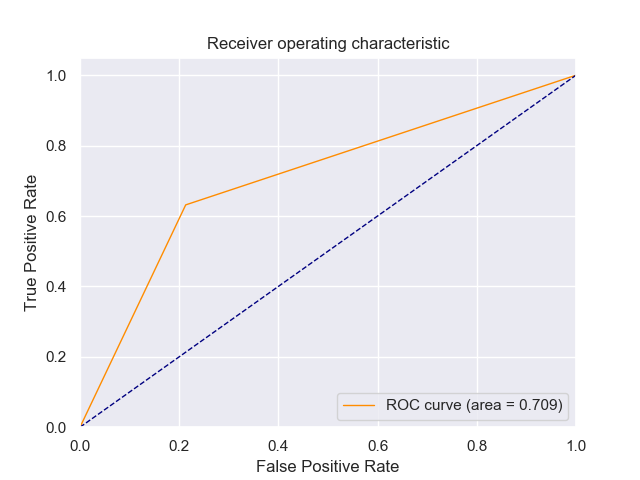 Receiver operating characteristic
1.0
0.8
0.6
0.4
0.2
0.0
True Positive Rate
ROC curve (area = 0.709)
0.0 0.2 0.4 0.6 0.8 1.0
False Positive Rate